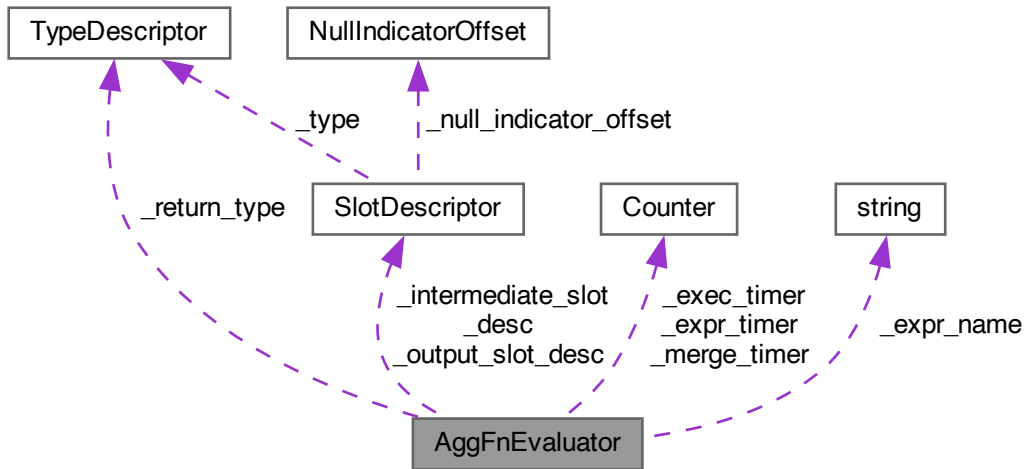 TypeDescriptor
NullIndicatorOffset
_type
_null_indicator_offset
_return_type
SlotDescriptor
Counter
string
_intermediate_slot
_desc
_output_slot_desc
_exec_timer
_expr_timer
_merge_timer
_expr_name
AggFnEvaluator